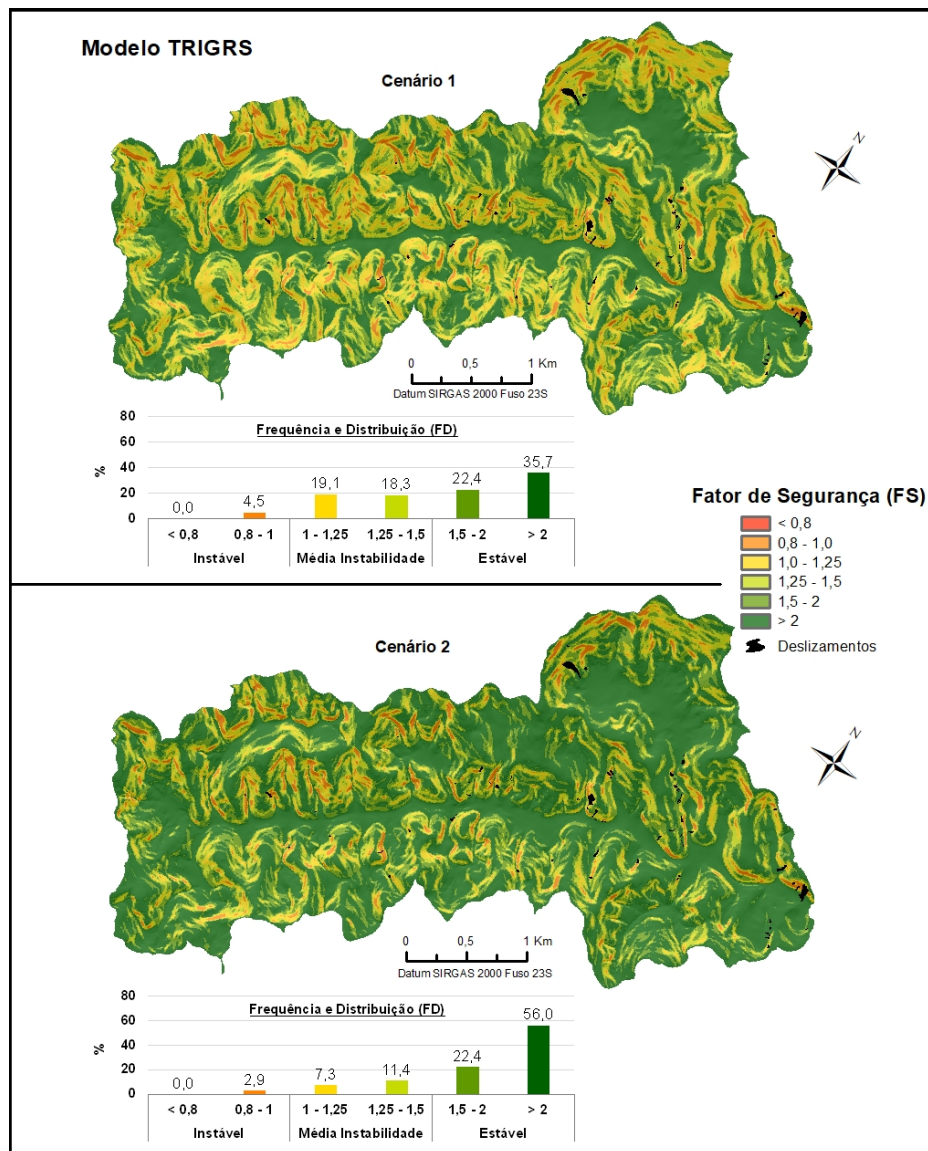 Modelo TRIGRS
Cenário 1
N
0 0,5 1 Km
Datum SIRGAS 2000 Fuso 23S
Frequência e Distribuição (FD)
%
80
60
40
20
0
0,0 4,5 19,1 18,3 22,4 35,7
< 0,8 0,8 - 1 1 - 1,25 1,25 - 1,5 1,5 - 2 > 2
Instável Média Instabilidade Estável
Fator de Segurança (FS)
< 0,8
0,8 - 1,0
1,0 - 1,25
1,25 - 1,5
1,5 - 2
> 2
Deslizamentos
Cenário 2
N
0 0,5 1 Km
Datum SIRGAS 2000 Fuso 23S
Frequência e Distribuição (FD)
%
80
60
40
20
0
0,0 2,9 7,3 11,4 22,4 56,0
< 0,8 0,8 - 1 1 - 1,25 1,25 - 1,5 1,5 - 2 > 2
Instável Média Instabilidade Estável